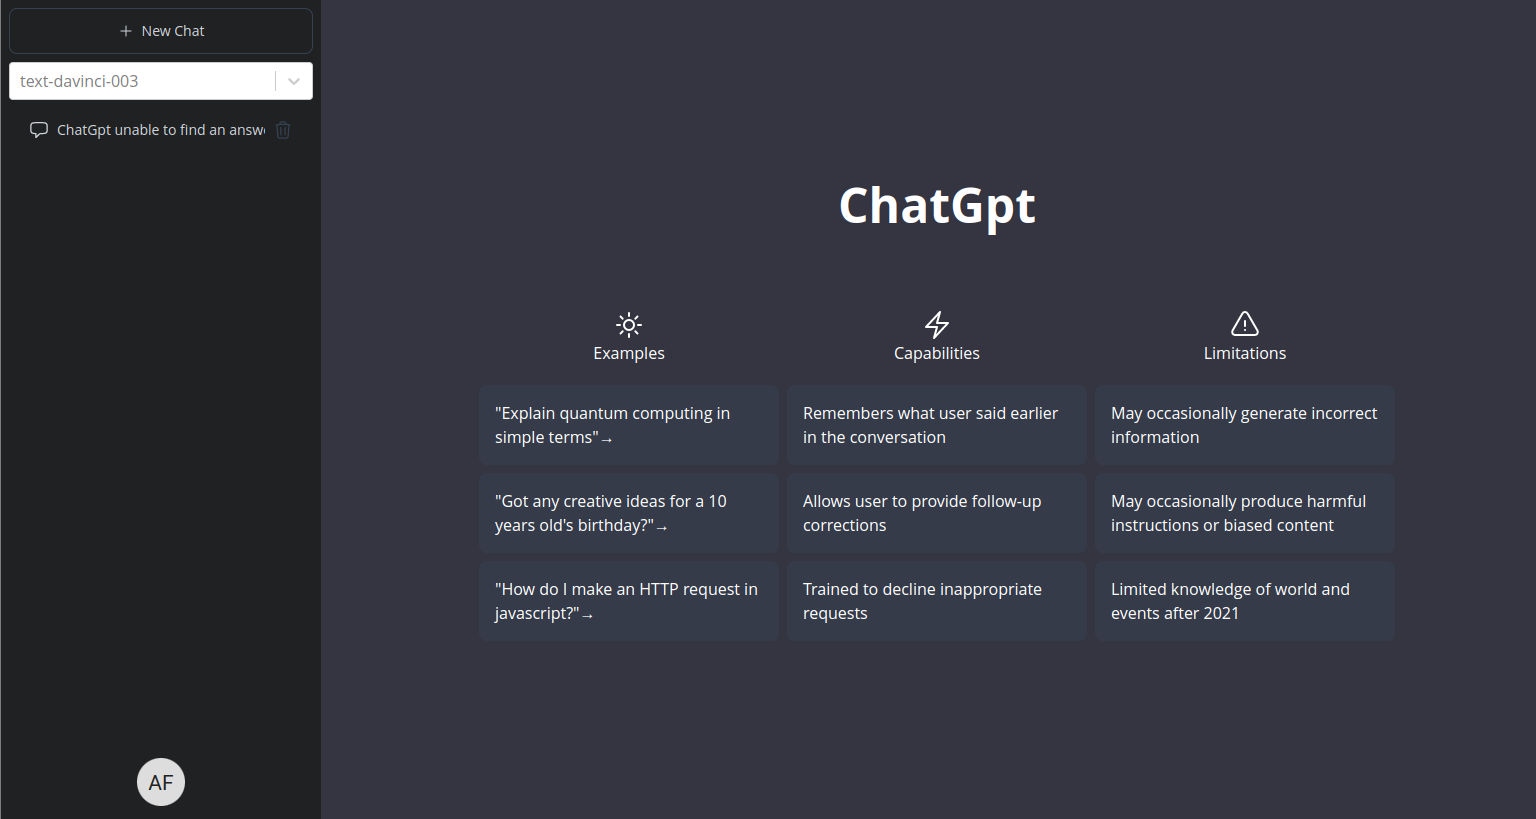 New Chat
text-davinci-003
ChatGpt unable to find an answ
AF
ChatGpt
Examples
"Explain quantum computing in
simple terms"→
"Got any creative ideas for a 10
years old's birthday?"→
"How do I make an HTTP request in
javascript?"→
Capabilities
Remembers what user said earlier
in the conversation
Allows user to provide follow-up
corrections
Trained to decline inappropriate
requests
Limitations
May occasionally generate incorrect
information
May occasionally produce harmful
instructions or biased content
Limited knowledge of world and
events after 2021